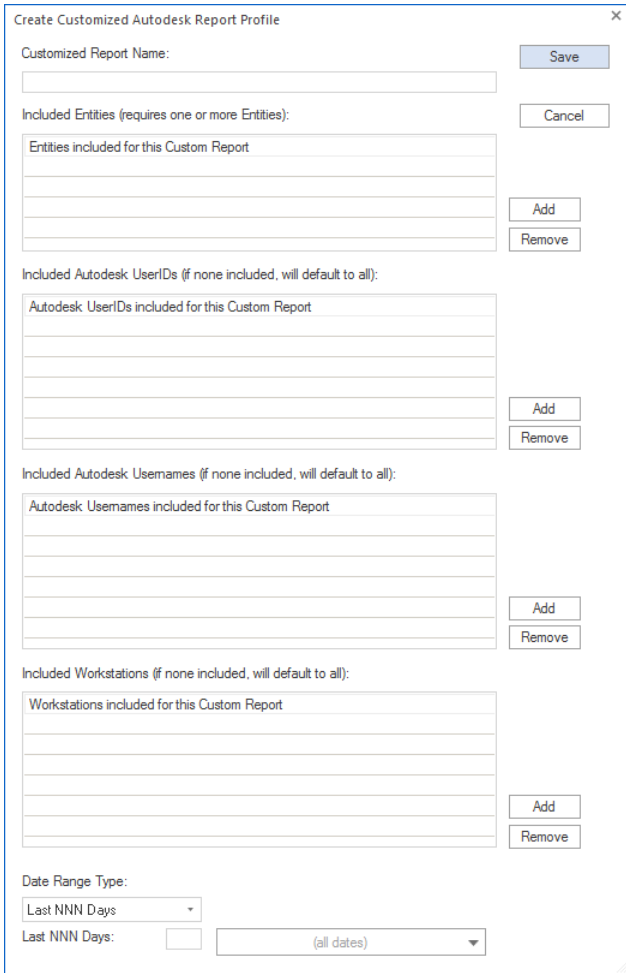 Create Customized Autodesk Report Profile
Customized Report Name:
Save
Included Entities (requires one or more Entities):
Cancel
Entities included for this Custom Report
Add
Remove
Included Autodesk UserIDs (if none included, will default to all):
Autodesk UserIDs included for this Custom Report
Add
Remove
Included Autodesk Usernames (if none included, will default to all):
Autodesk Usernames included for this Custom Report
Add
Remove
Included Workstations (if none included, will default to all):
Workstations included for this Custom Report
Add
Remove
Date Range Type:
Last NNN Days
Last NNN Days:
(all dates)